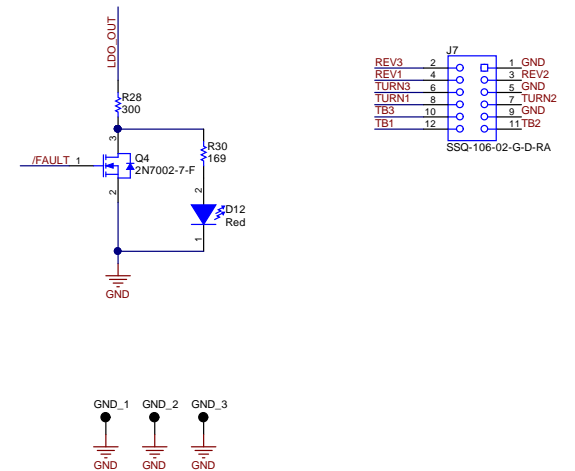 LDO_OUT
R28
300
3
/FAULT 1
Q4
2N7002-7-F
2
R30
169
2
D12
Red
1
GND
J7
REV3 2 1 GND
REV1 4 3 REV2
TURN3 6 5 GND
TURN1 8 7 TURN2
TB3 10 9 GND
TB1 12 11 TB2
SSQ-106-02-G-D-RA
GND_1 GND_2 GND_3
GND GND GND